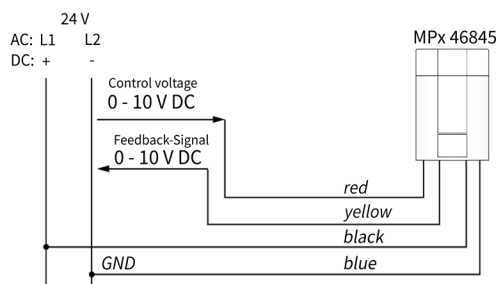 24 V
AC: L1 L2
DC: + -
MPx 46845
Control voltage
0 - 10 V DC
Feedback-Signal
0 - 10 V DC
red
yellow
black
GND blue